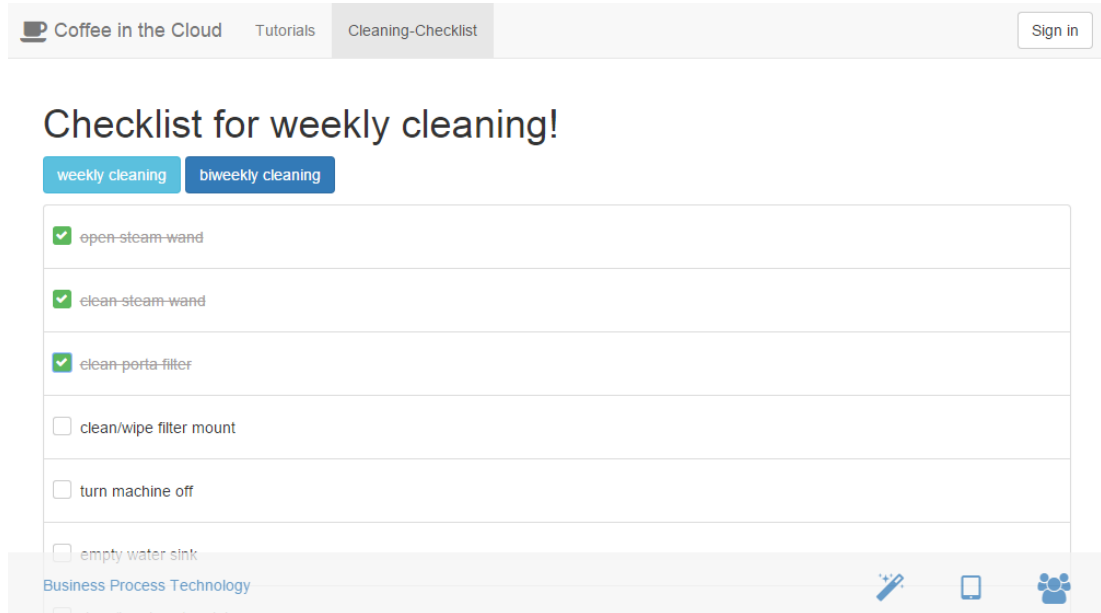 Coffee in the Cloud Tutorials Cleaning-Checklist Sign in
Checklist for weekly cleaning!
weekly cleaning biweekly cleaning
open steam wand
clean steam wand
clean porta filter
clean/wipe filter mount
turn machine off
empty water sink
Business Process Technology